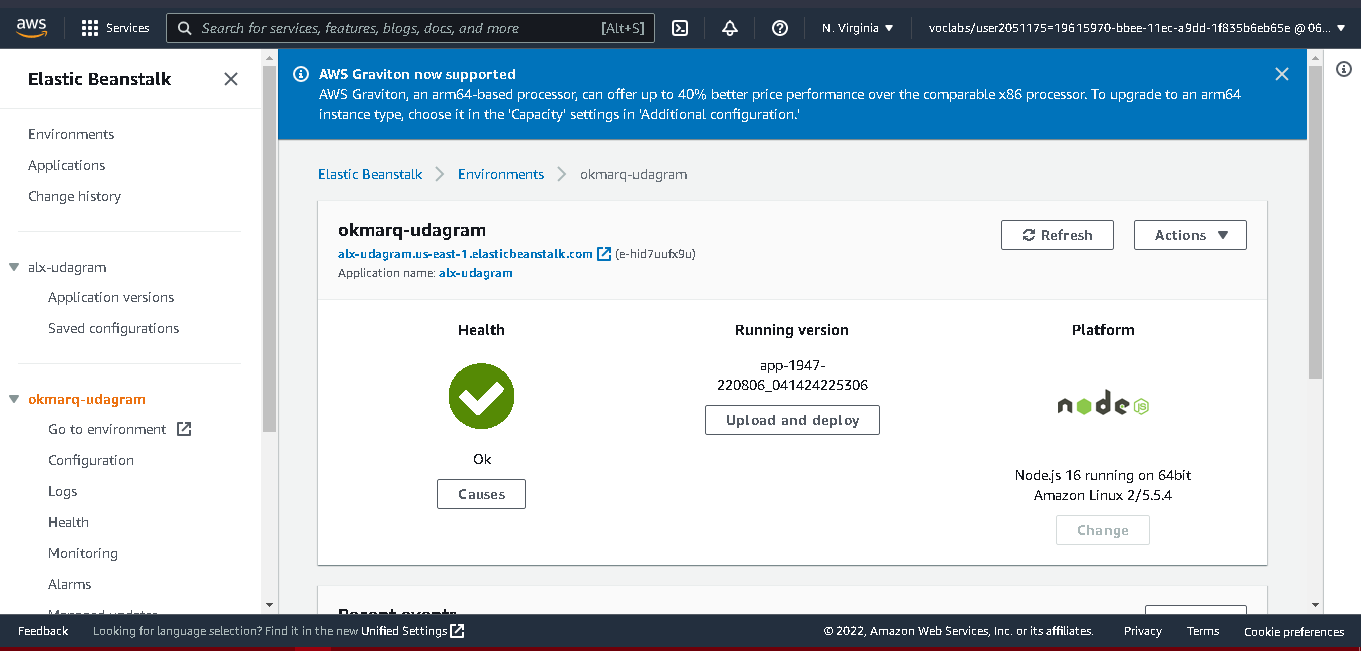 aws
Services
Search for services, features, blogs, docs, and more
[Alt+S]
N. Virginia
voclabs/user2051175=19615970-bbee-11ec-a9dd-1f835b6eb65e @ 06...
Elastic Beanstalk
Environments
Applications
Change history
alx-udagram
Application versions
Saved configurations
okmarq-udagram
Go to environment
Configuration
Logs
Health
Monitoring
Alarms
Managed updates
AWS Graviton now supported
AWS Graviton, an arm64-based processor, can offer up to 40% better price performance over the comparable x86 processor. To upgrade to an arm64
instance type, choose it in the 'Capacity' settings in 'Additional configuration.'
Elastic Beanstalk
Environments
okmarq-udagram
okmarq-udagram
alx-udagram.us-east-1.elasticbeanstalk.com (e-hid7uufx9u)
Application name: alx-udagram
Refresh
Actions
Health
Ok
Causes
Running version
app-1947-
220806_041424225306
Upload and deploy
Platform
node JS
Node.js 16 running on 64bit
Amazon Linux 2/5.5.4
Change
Recent events
Feedback
Looking for language selection? Find it in the new Unified Settings
© 2022, Amazon Web Services, Inc. or its affiliates.
Privacy
Terms
Cookie preferences